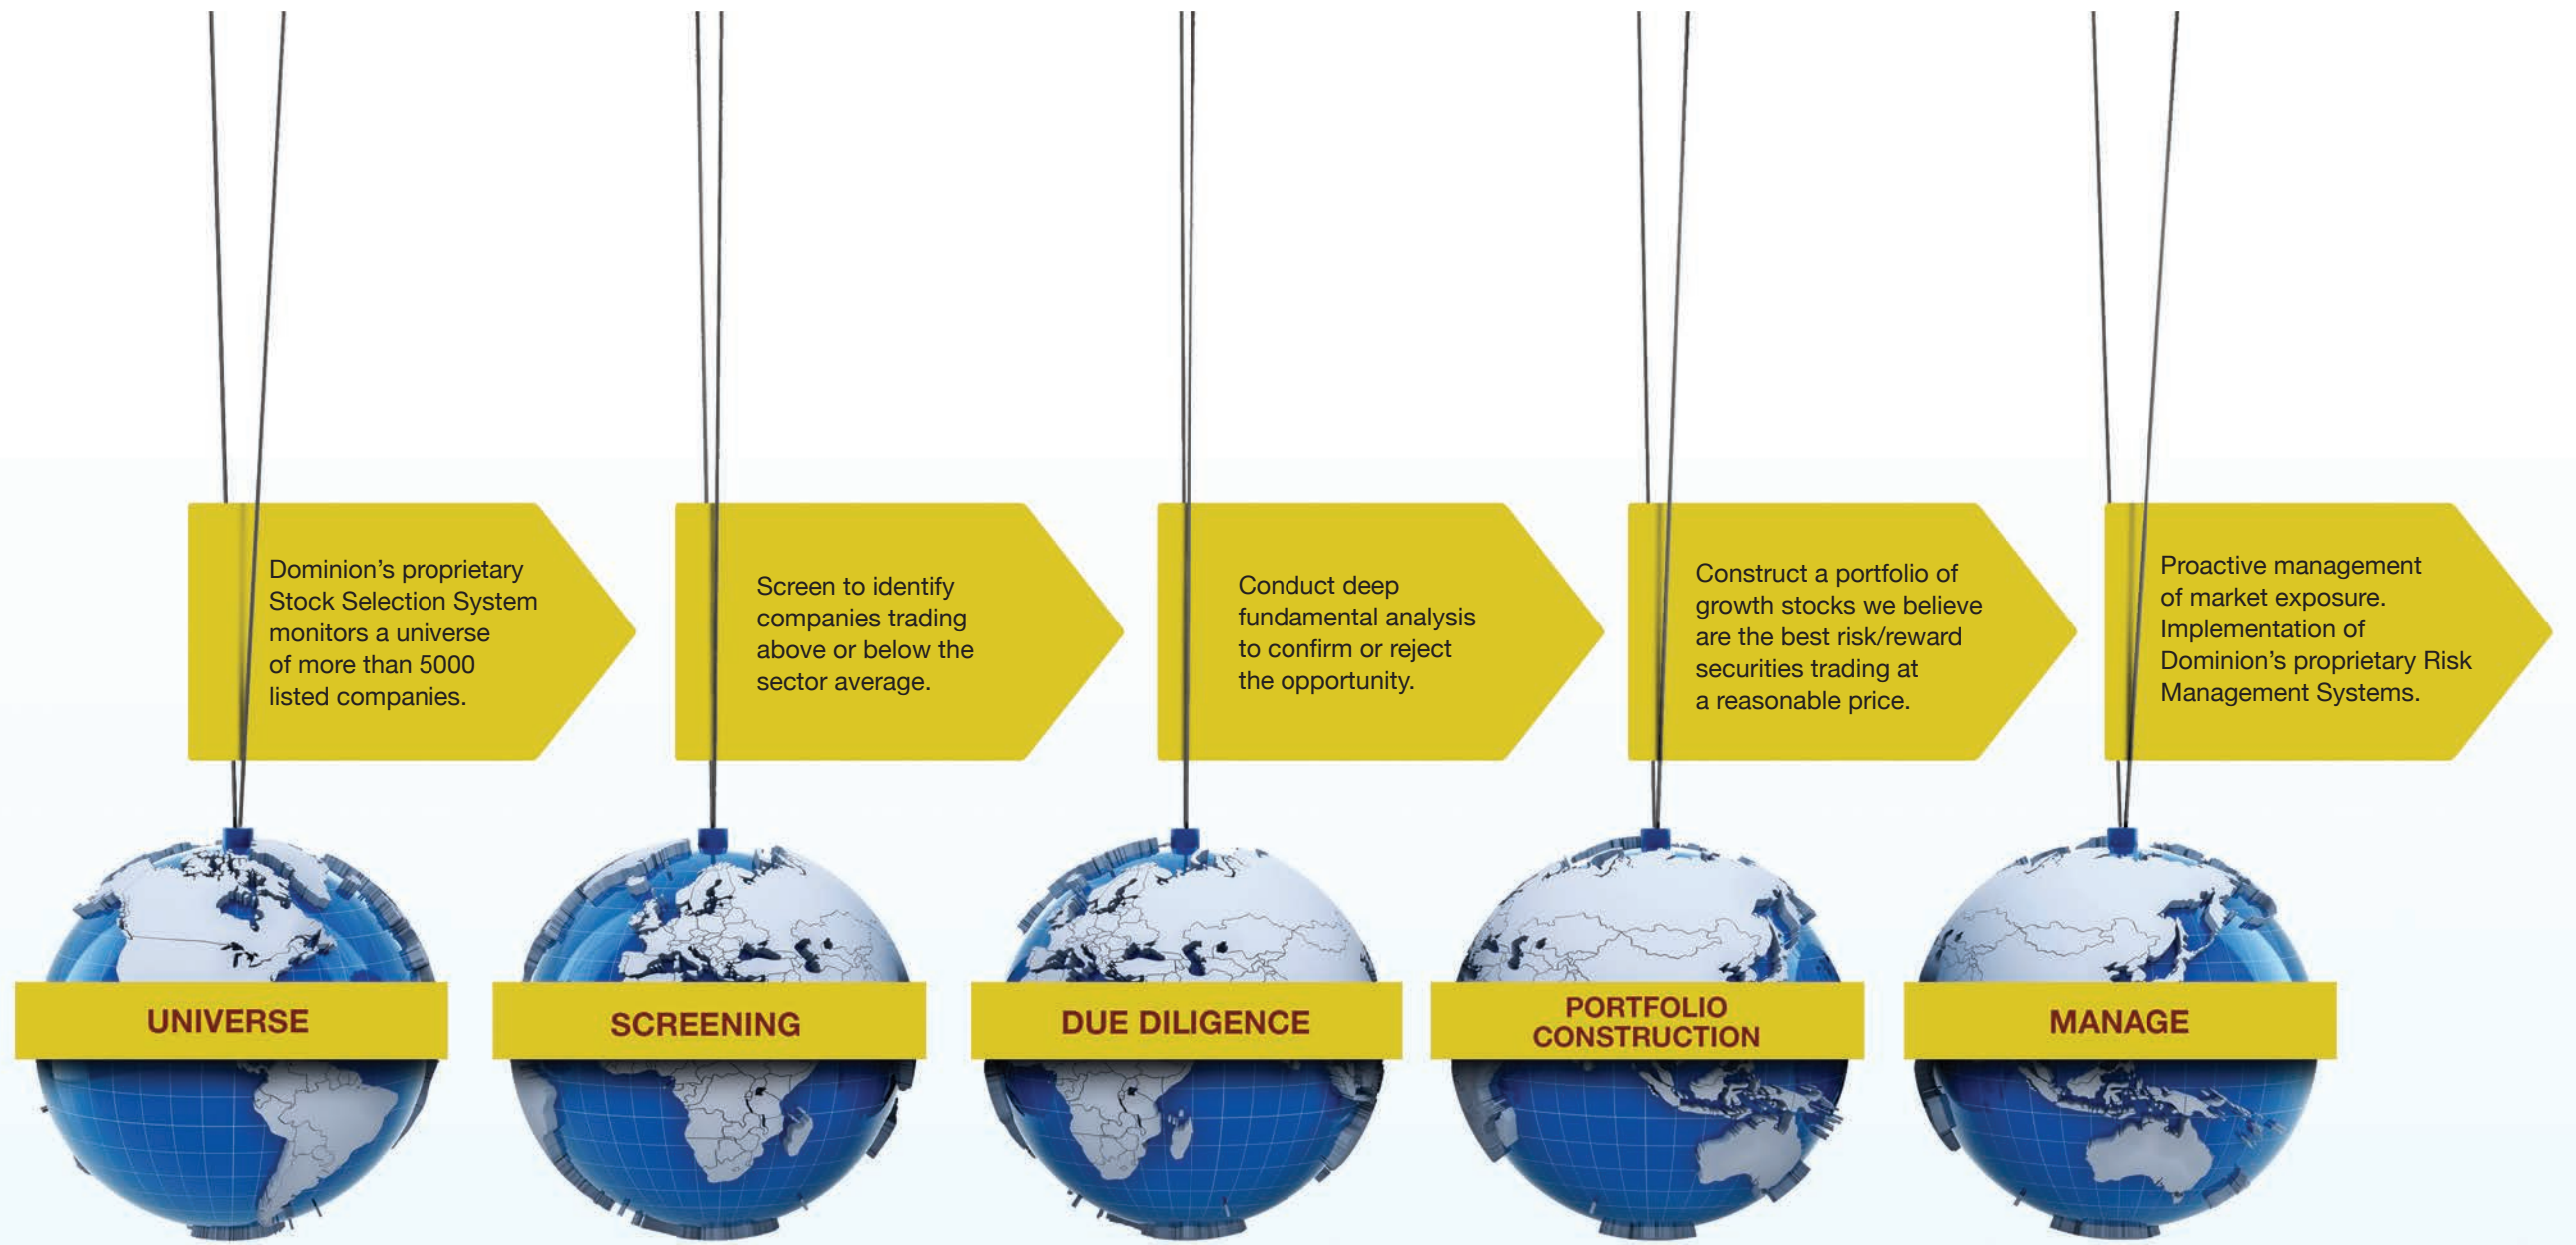 Dominion’s proprietary
Stock Selection System
monitors a universe
of more than 5000
listed companies.
Screen to identify
companies trading
above or below the
sector average.
Conduct deep
fundamental analysis
to confirm or reject
the opportunity.
Construct a portfolio of
growth stocks we believe
are the best risk/reward
securities trading at
a reasonable price.
Proactive management
of market exposure.
Implementation of
Dominion’s proprietary Risk
Management Systems.
UNIVERSE
SCREENING
DUE DILIGENCE
PORTFOLIO
CONSTRUCTION
MANAGE